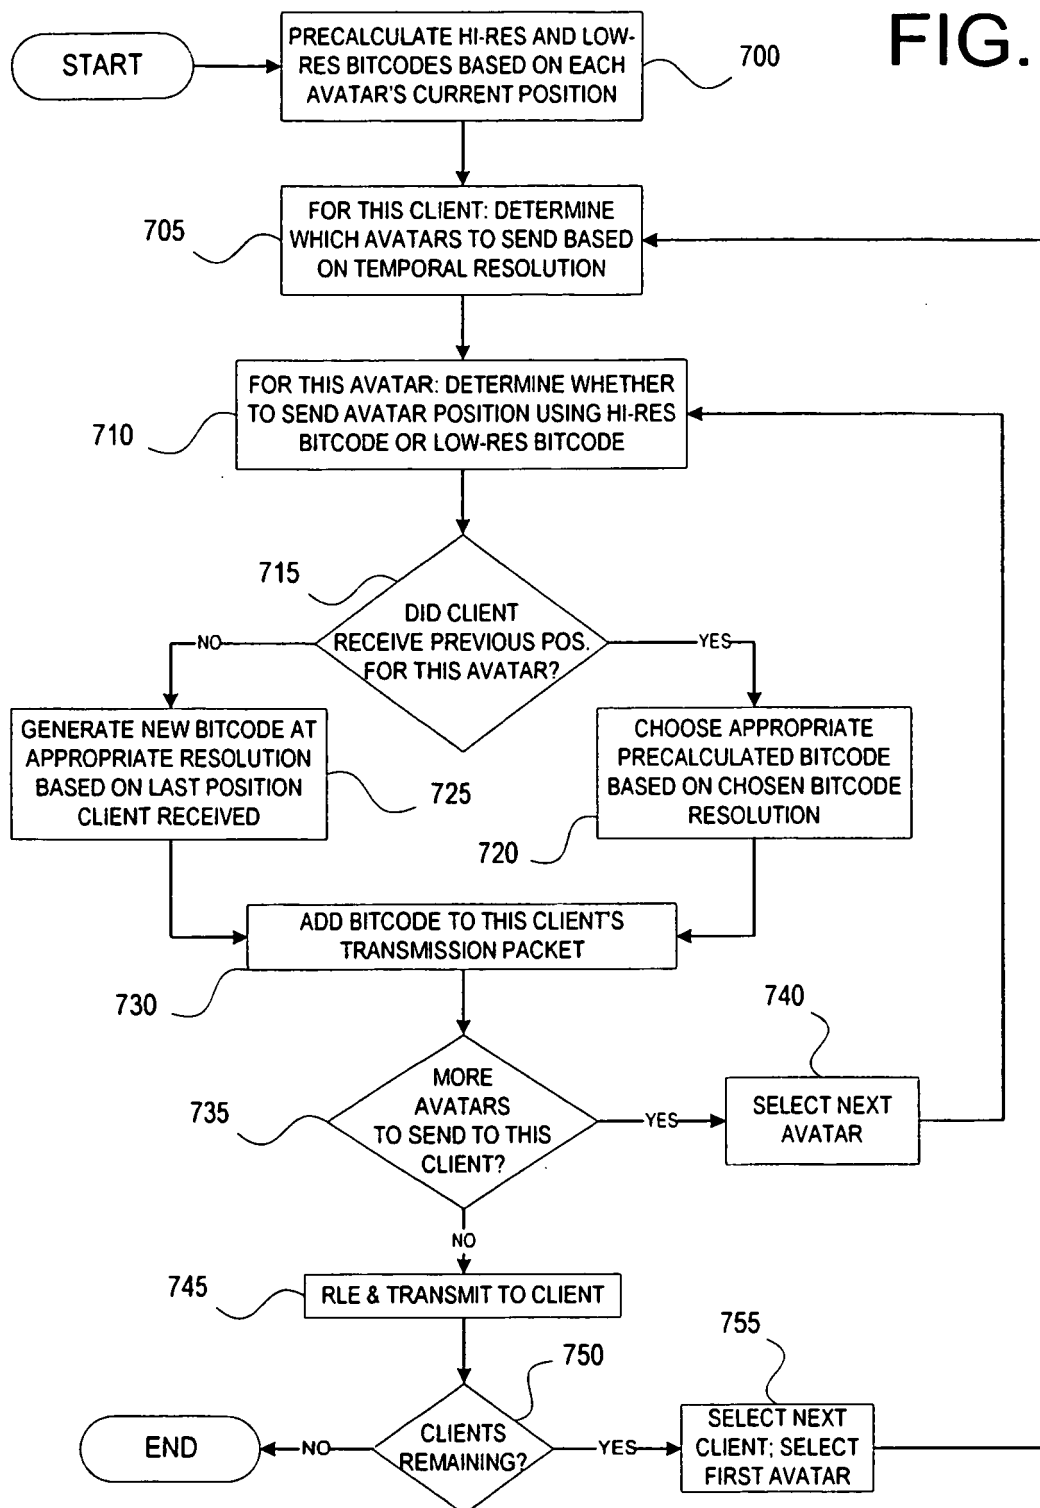 FIG.
START
PRECALCULATE HI-RES AND LOW-
RES BITCODES BASED ON EACH
AVATAR'S CURRENT POSITION
700
705
FOR THIS CLIENT: DETERMINE
WHICH AVATARS TO SEND BASED
ON TEMPORAL RESOLUTION
710
FOR THIS AVATAR: DETERMINE WHETHER
TO SEND AVATAR POSITION USING HI-RES
BITCODE OR LOW-RES BITCODE
715
DID CLIENT
RECEIVE PREVIOUS POS.
FOR THIS AVATAR?
NO
YES
GENERATE NEW BITCODE AT
APPROPRIATE RESOLUTION
BASED ON LAST POSITION
CLIENT RECEIVED
725
CHOOSE APPROPRIATE
PRECALCULATED BITCODE
BASED ON CHOSEN BITCODE
RESOLUTION
720
ADD BITCODE TO THIS CLIENT'S
TRANSMISSION PACKET
730
735
MORE
AVATARS
TO SEND TO THIS
CLIENT?
YES
740
SELECT NEXT
AVATAR
NO
745
RLE & TRANSMIT TO CLIENT
750
CLIENTS
REMAINING?
NO
END
YES
755
SELECT NEXT
CLIENT; SELECT
FIRST AVATAR